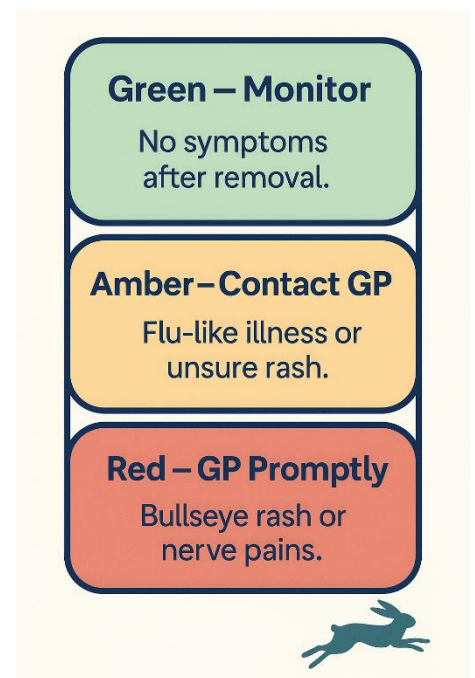 Green – Monitor
No symptoms
after removal.
Amber – Contact GP
Flu-like illness or
unsure rash.
Red – GP Promptly
Bullseye rash or
nerve pains.